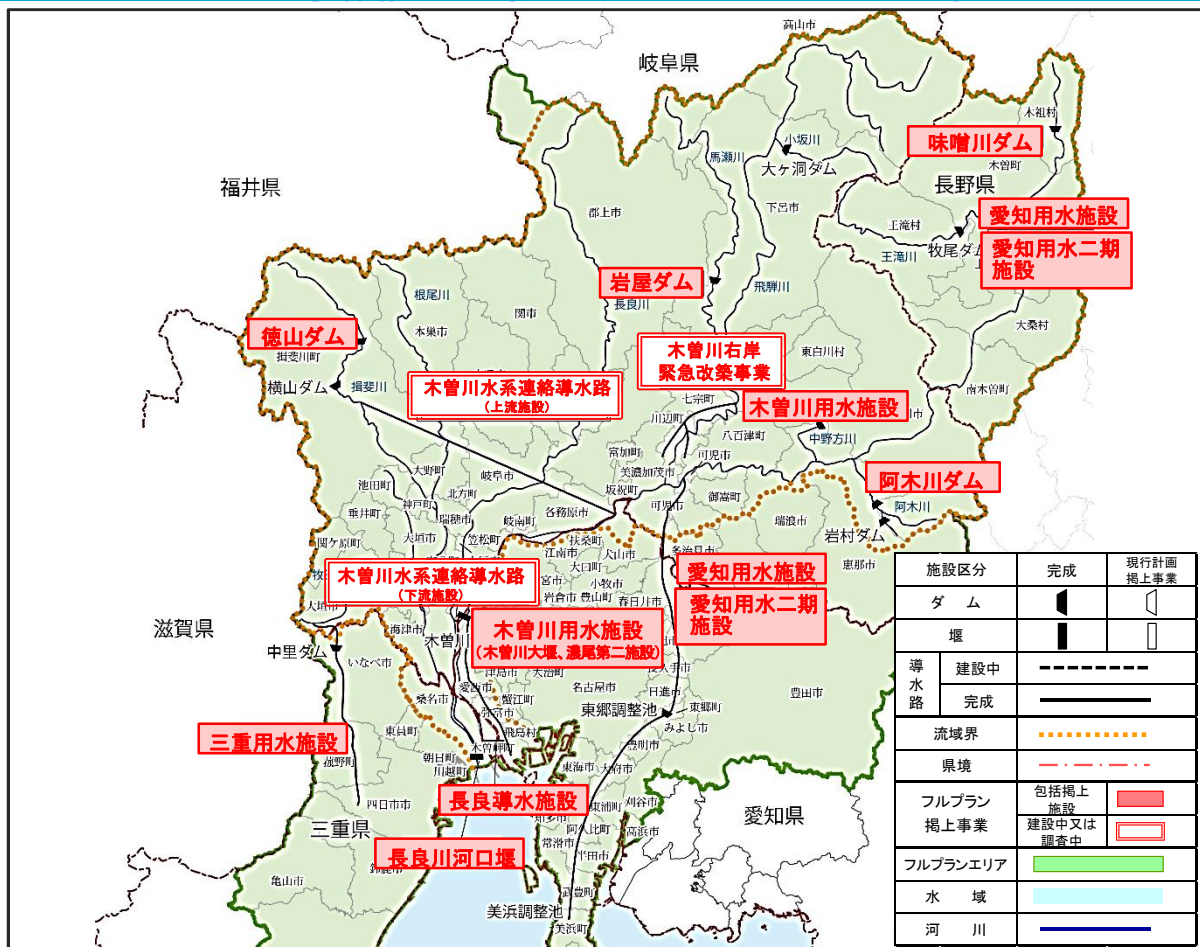 高山市
岐阜県
木祖村
味噌川ダム
小坂川
大ヶ洞ダム
馬瀬川
木曽町
長野県
福井県
郡上市
下呂市
王滝村
愛知用水施設
牧尾ダム
王滝川
愛知用水二期
施設
岩屋ダム
飛騨川
長良川
根尾川
関市
本巣市
大桑村
徳山ダム
揖斐川町
木曽川右岸
緊急改築事業
東白川村
横山ダム
揖斐川
木曽川水系連絡導水路
(上流施設)
南木曽町
七宗町
木曽川用水施設
川辺町
八百津町
中野方川
富加町
可児市
美濃加茂市
大野町
岐阜市
池田町
北方町
坂祝町
御嵩町
阿木川ダム
神戸町
可児市
垂井町
瑞穂市
各務原市
岐南町
瑞浪市
阿木川
岩村ダム
大垣市
笠松町
関ケ原町
扶桑町
江南市
犬山市
多治見市
恵那市
大口町
木曽川水系連絡導水路
(下流施設)
小牧市
岩倉市
豊山町
春日井市
愛知用水施設
愛知用水二期
施設
大垣市
滋賀県
海津市
木曽川用水施設
(木曽川大堰、濃尾第二施設)
中里ダム
いなべ市
津島市
大治町
名古屋市
日進市
豊田市
愛西市
蟹江町
桑名市
弥富市
東郷調整池
東郷町
みよし市
三重用水施設
東員町
飛島村
木曽岬町
豊明市
朝日町
川越町
菰野町
東海市
大府市
長良導水施設
四日市市
東浦町
刈谷市
知多市
三重県
阿久比町
高浜市
愛知県
常滑市
半田市
長良川河口堰
鈴鹿市
亀山市
武豊町
美浜調整池
美浜町
施設区分
完成
現行計画
掲上事業
ダム
堰
導水路
建設中
完成
流域界
県境
フルプラン
掲上事業
包括掲上
施設
建設中又は
調査中
フルプランエリア
水域
河川